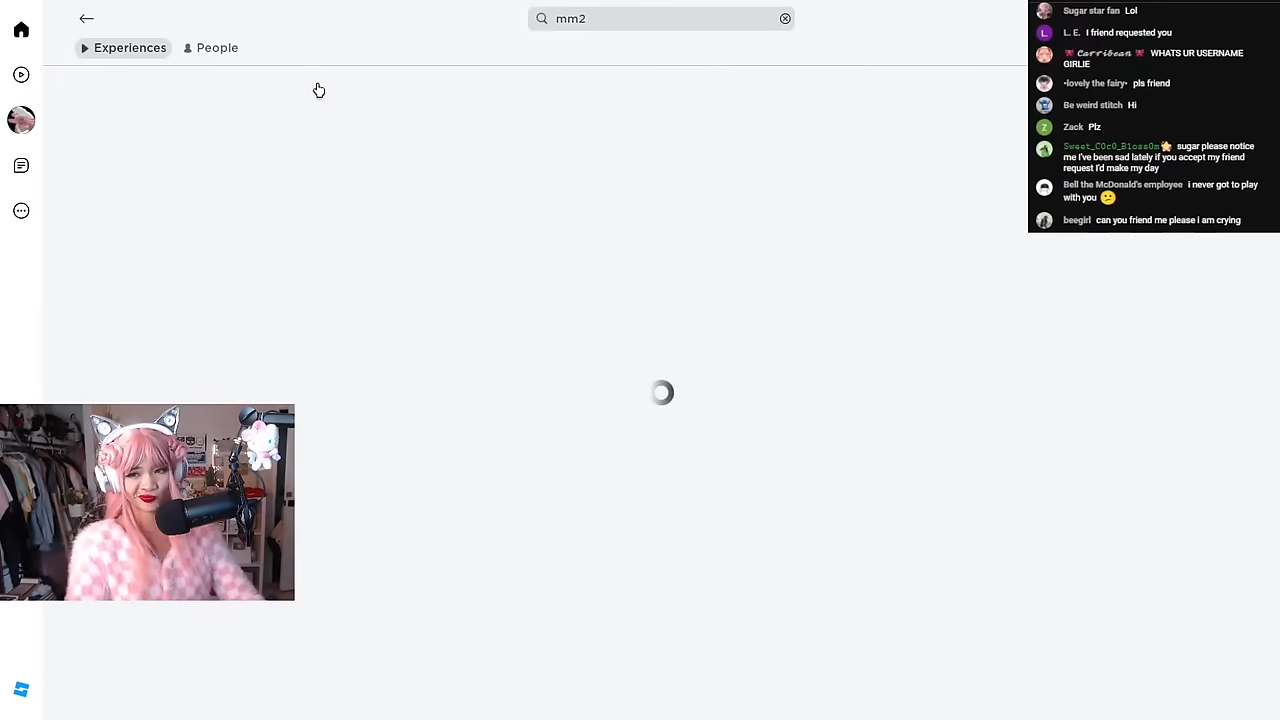 mm2
Experiences
People
Sugar star fan Lol
L. E. I friend requested you
🎀 𝓒𝓪𝓻𝓻𝓲𝓫𝓮𝓪𝓷 🎀 WHATS UR USERNAME
GIRLIE
•lovely the fairy• pls friend
Be weird stitch Hi
Zack Plz
Sweet_C0c0_B1oss0m🌟 sugar please notice
me I've been sad lately if you accept my friend
request I'd make my day
Bell the McDonald's employee i never got to play
with you 😕
beegirl can you friend me please i am crying
L.
Z